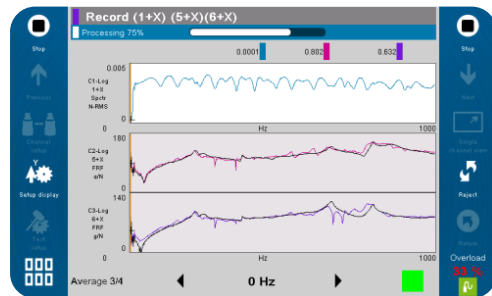 Record (1+X) (5+X)(6+X)
Processing 75%
Stop
Stop
0.0001 0.802 0.632
0.005
C1-Log
1+X
Spctr
N-RMS
0
0 Hz 1000
Previous
Next
180
C2-Log
5+X
FRF
g/N
0
Channel
setup
Single
channel view
140
C3-Log
6+X
FRF
g/N
0
0 Hz 1000
Setup display
Reject
Test
setup
Return
Overload
33 %
Average 3/4
0 Hz